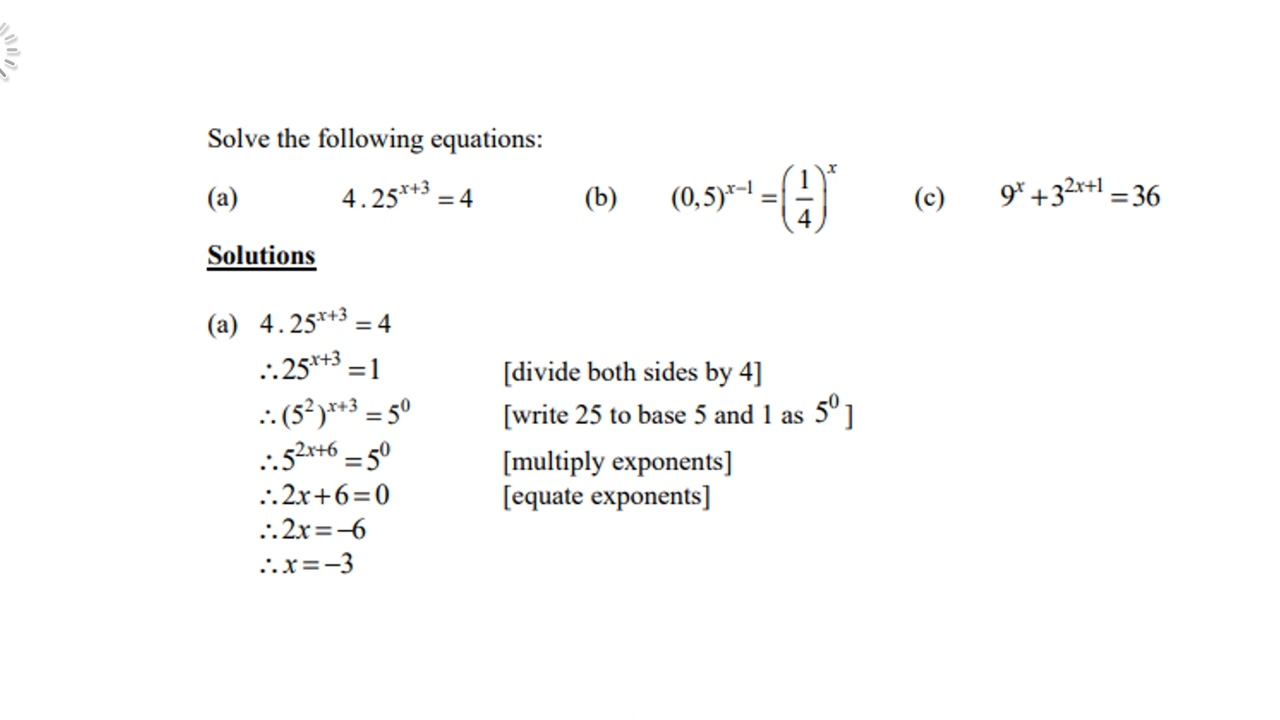 Solve the following equations:
(a) 4.25^{x+3} = 4 (b) (0,5)^{x–1} = (1/4)^x (c) 9^x + 3^{2x+1} = 36
Solutions
(a) 4.25^{x+3} = 4
∴25^{x+3} = 1 [divide both sides by 4]
∴(5^2)^{x+3} = 5^0 [write 25 to base 5 and 1 as 5^0]
∴5^{2x+6} = 5^0 [multiply exponents]
∴2x+6=0 [equate exponents]
∴2x=–6
∴x=–3